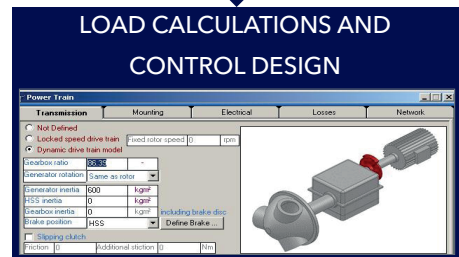 LOAD CALCULATIONS AND
CONTROL DESIGN
Power Train
Transmission Mounting Electrical Losses Network
Not Defined
Locked speed drive train Fixed rotor speed 0 rpm
Dynamic drive train model
Gearbox ratio 86.35 -
Generator rotation Same as rotor
Generator inertia 600 kgm²
HSS inertia 0 kgm²
Gearbox inertia 0 kgm² including brake disc
Brake position HSS Define Brake ...
Slipping clutch
Friction 0 Additional stiction 0 Nm